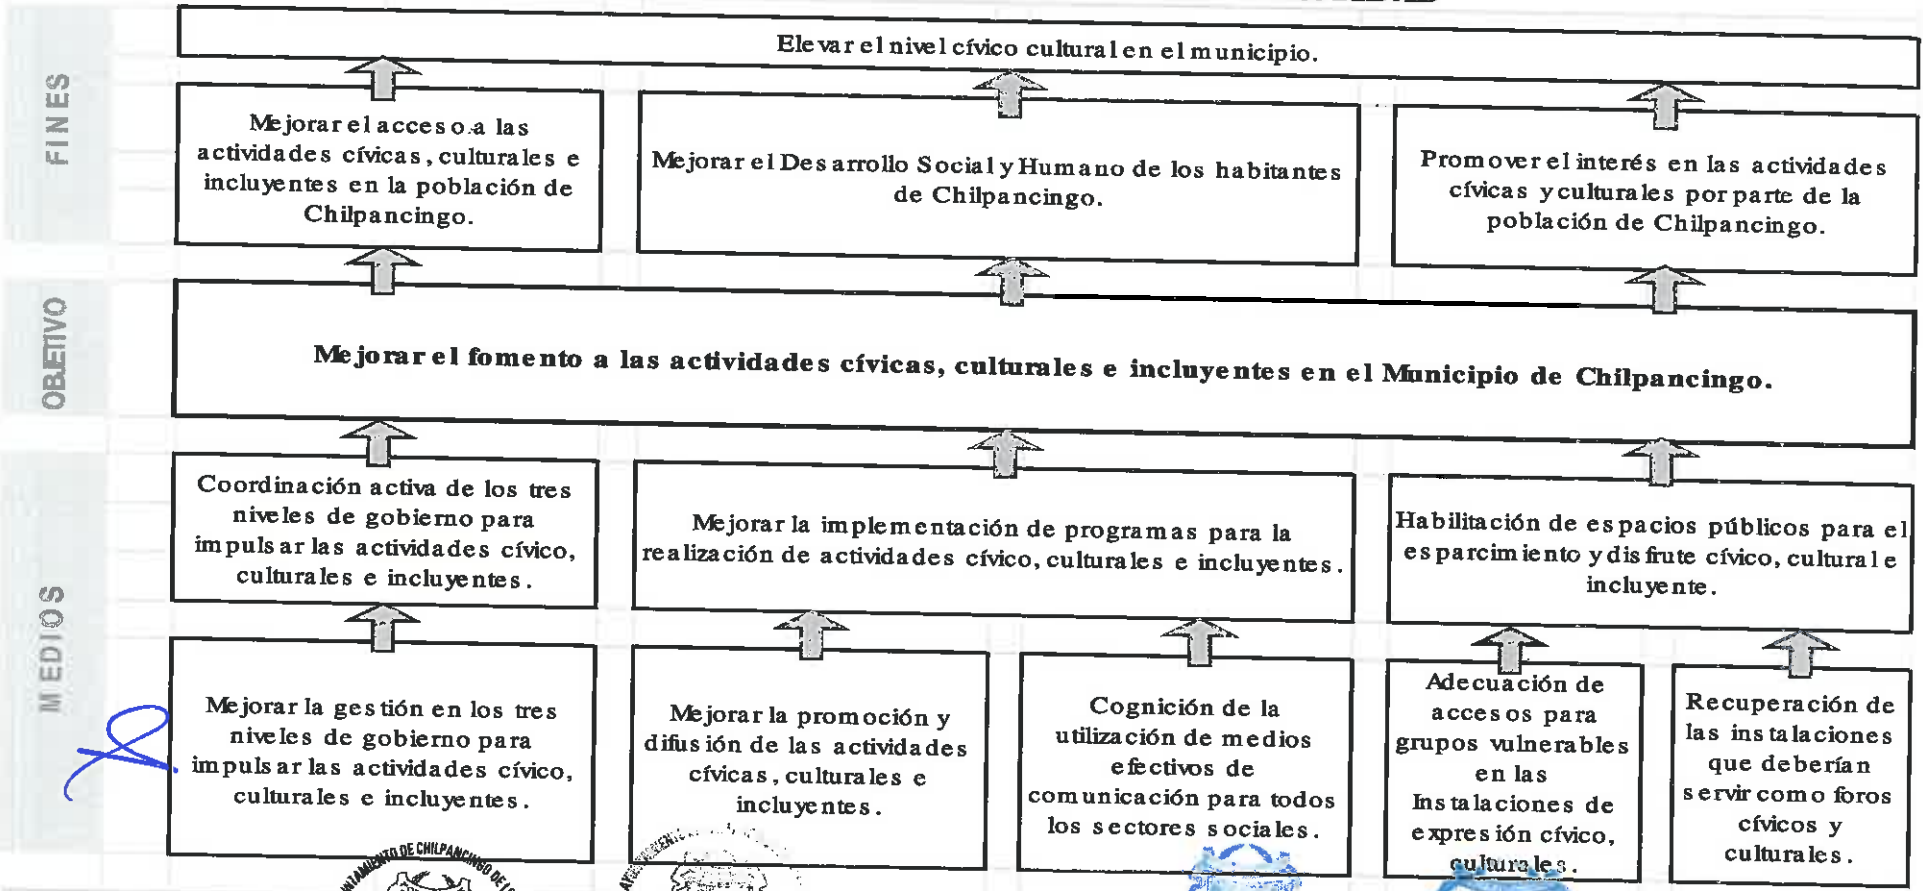 FINES
Elevar el nivel cívico cultural en el municipio.
Mejorar el acceso a las
actividades cívicas, culturales e
incluyentes en la población de
Chilpancingo.
Mejorar el Desarrollo Social y Humano de los habitantes
de Chilpancingo.
Promover el interés en las actividades
cívicas y culturales por parte de la
población de Chilpancingo.
OBJETIVO
Mejorar el fomento a las actividades cívicas, culturales e incluyentes en el Municipio de Chilpancingo.
MEDIOS
Coordinación activa de los tres
niveles de gobierno para
impulsar las actividades cívico,
culturales e incluyentes.
Mejorar la implementación de programas para la
realización de actividades cívico, culturales e incluyentes.
Habilitación de espacios públicos para el
esparcimiento y disfrute cívico, cultural e
incluyente.
Mejorar la gestión en los tres
niveles de gobierno para
impulsar las actividades cívico,
culturales e incluyentes.
Mejorar la promoción y
difusión de las actividades
cívicas, culturales e
incluyentes.
Cognición de la
utilización de medios
efectivos de
comunicación para todos
los sectores sociales.
Adecuación de
accesos para
grupos vulnerables
en las
Instalaciones de
expresión cívico,
culturales.
Recuperación de
las instalaciones
que deberían
servir como foros
cívicos y
culturales.
DE CHILPANCINGO DE